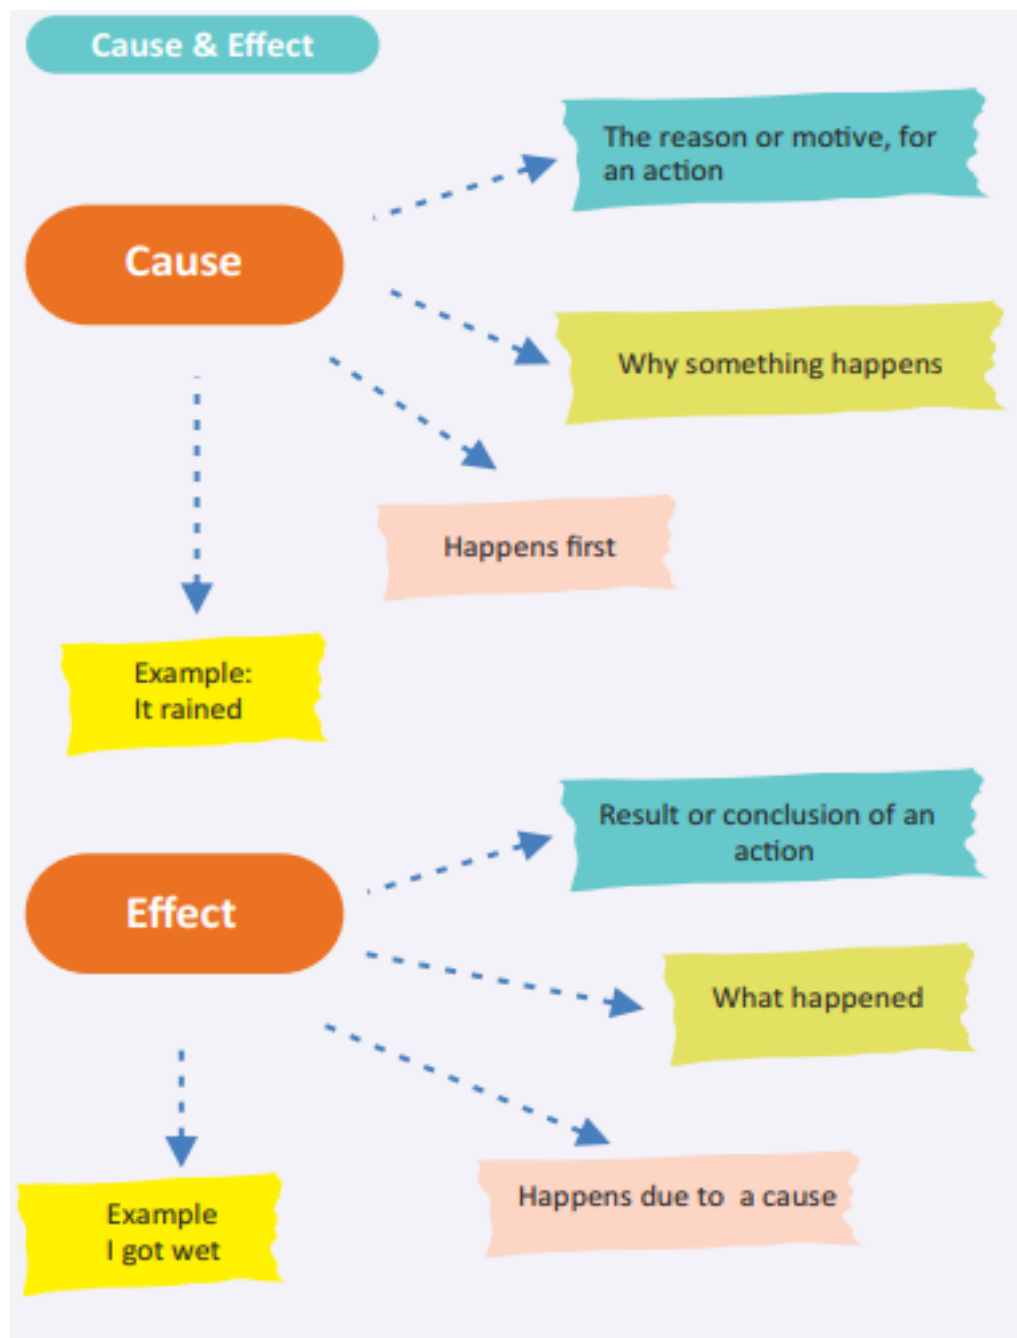 Cause & Effect
The reason or motive, for
an action
Cause
Why something happens
Happens first
Example:
It rained
Result or conclusion of an
action
Effect
What happened
Happens due to  a cause
Example
I got wet